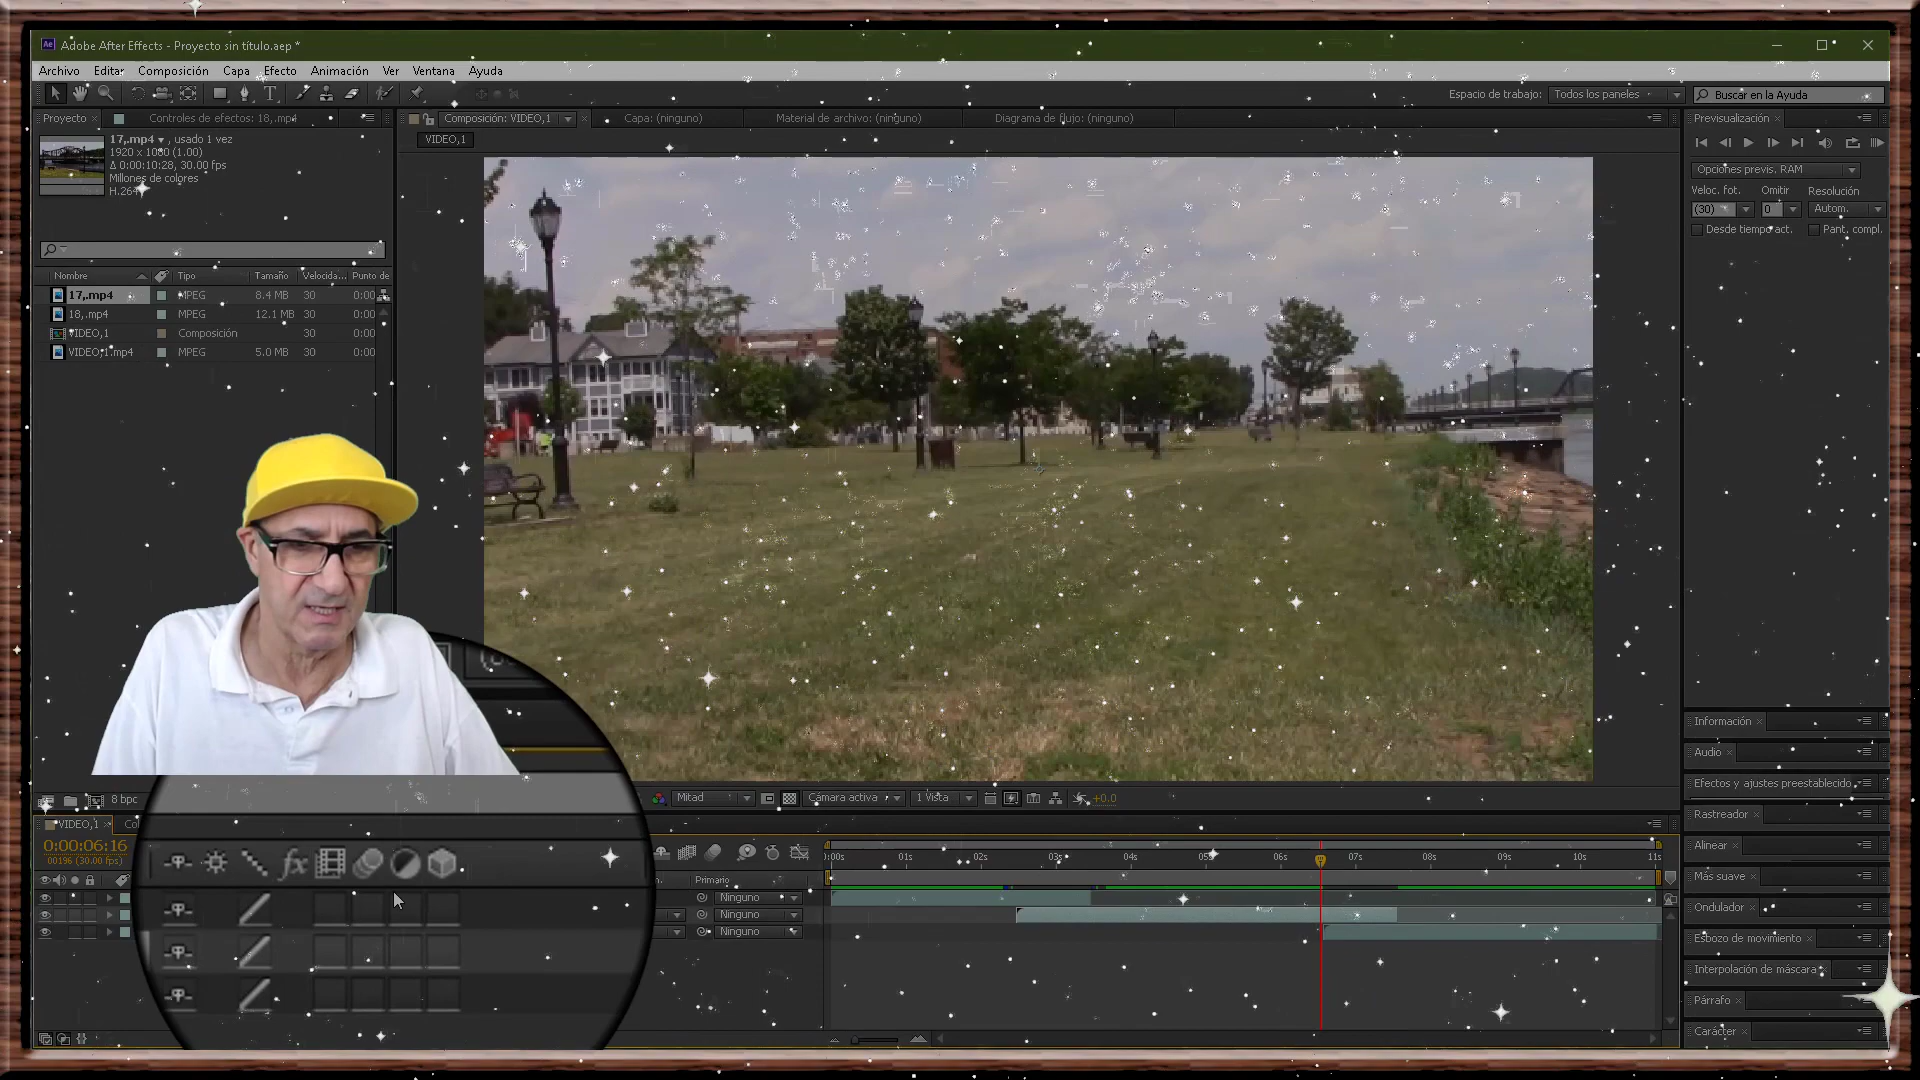 Adobe After Effects - Proyecto sin título.aep *
Archivo Editar Composición Capa Efecto Animación Ver Ventana Ayuda
Espacio de trabajo: Todos los paneles Buscar en la Ayuda
Proyecto × Controles de efectos: 18,.mp4
Composición: VIDEO,1 Capa: (ninguno) Material de archivo: (ninguno) Diagrama de flujo: (ninguno)
Previsualización ×
17,.mp4 , usado 1 vez
1920 x 1080 (1.00)
Δ 0:00:10:28, 30.00 fps
Millones de colores
H.264
VIDEO,1
Opciones previs. RAM
Veloc. fot. Omitir Resolución
(30) 0 Autom.
Desde tiempo act. Pant. compl.
Nombre Tipo Tamaño Velocida... Punto de
17,.mp4 MPEG 8.4 MB 30 0:00
18,.mp4 MPEG 12.1 MB 30 0:00
VIDEO,1 Composición 30 0:00
VIDEO,1.mp4 MPEG 5.0 MB 30 0:00
8 bpc
Mitad Cámara activa 1 Vista +0.0
Información ×
Audio ×
Efectos y ajustes preestablecido
Rastreador ×
Alinear ×
Más suave ×
Ondulador ×
Esbozo de movimiento ×
Interpolación de máscara
Párrafo ×
Carácter ×
VIDEO,1 × Co
0:00:06:16
00196 (30.00 fps)
fx
Primario
Ninguno
Ninguno
Ninguno
0:00s 01s 02s 03s 04s 05s 06s 07s 08s 09s 10s 11s